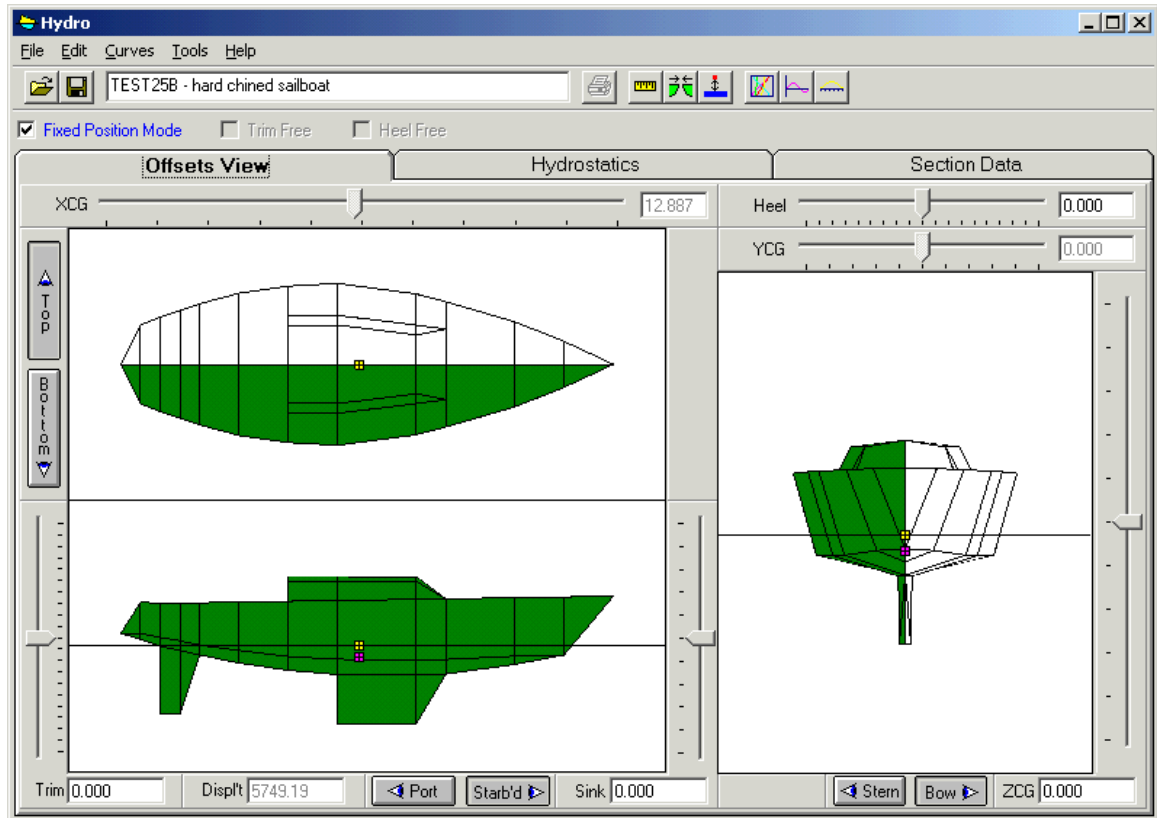 Hydro
File Edit Curves Tools Help
TEST25B - hard chined sailboat
Fixed Position Mode Trim Free Heel Free
Offsets View Hydrostatics Section Data
XCG 12.887 Heel 0.000
YCG 0.000
Top
Bottom
Trim 0.000 Displ't 5749.19 Port Starb'd Sink 0.000 Stern Bow ZCG 0.000